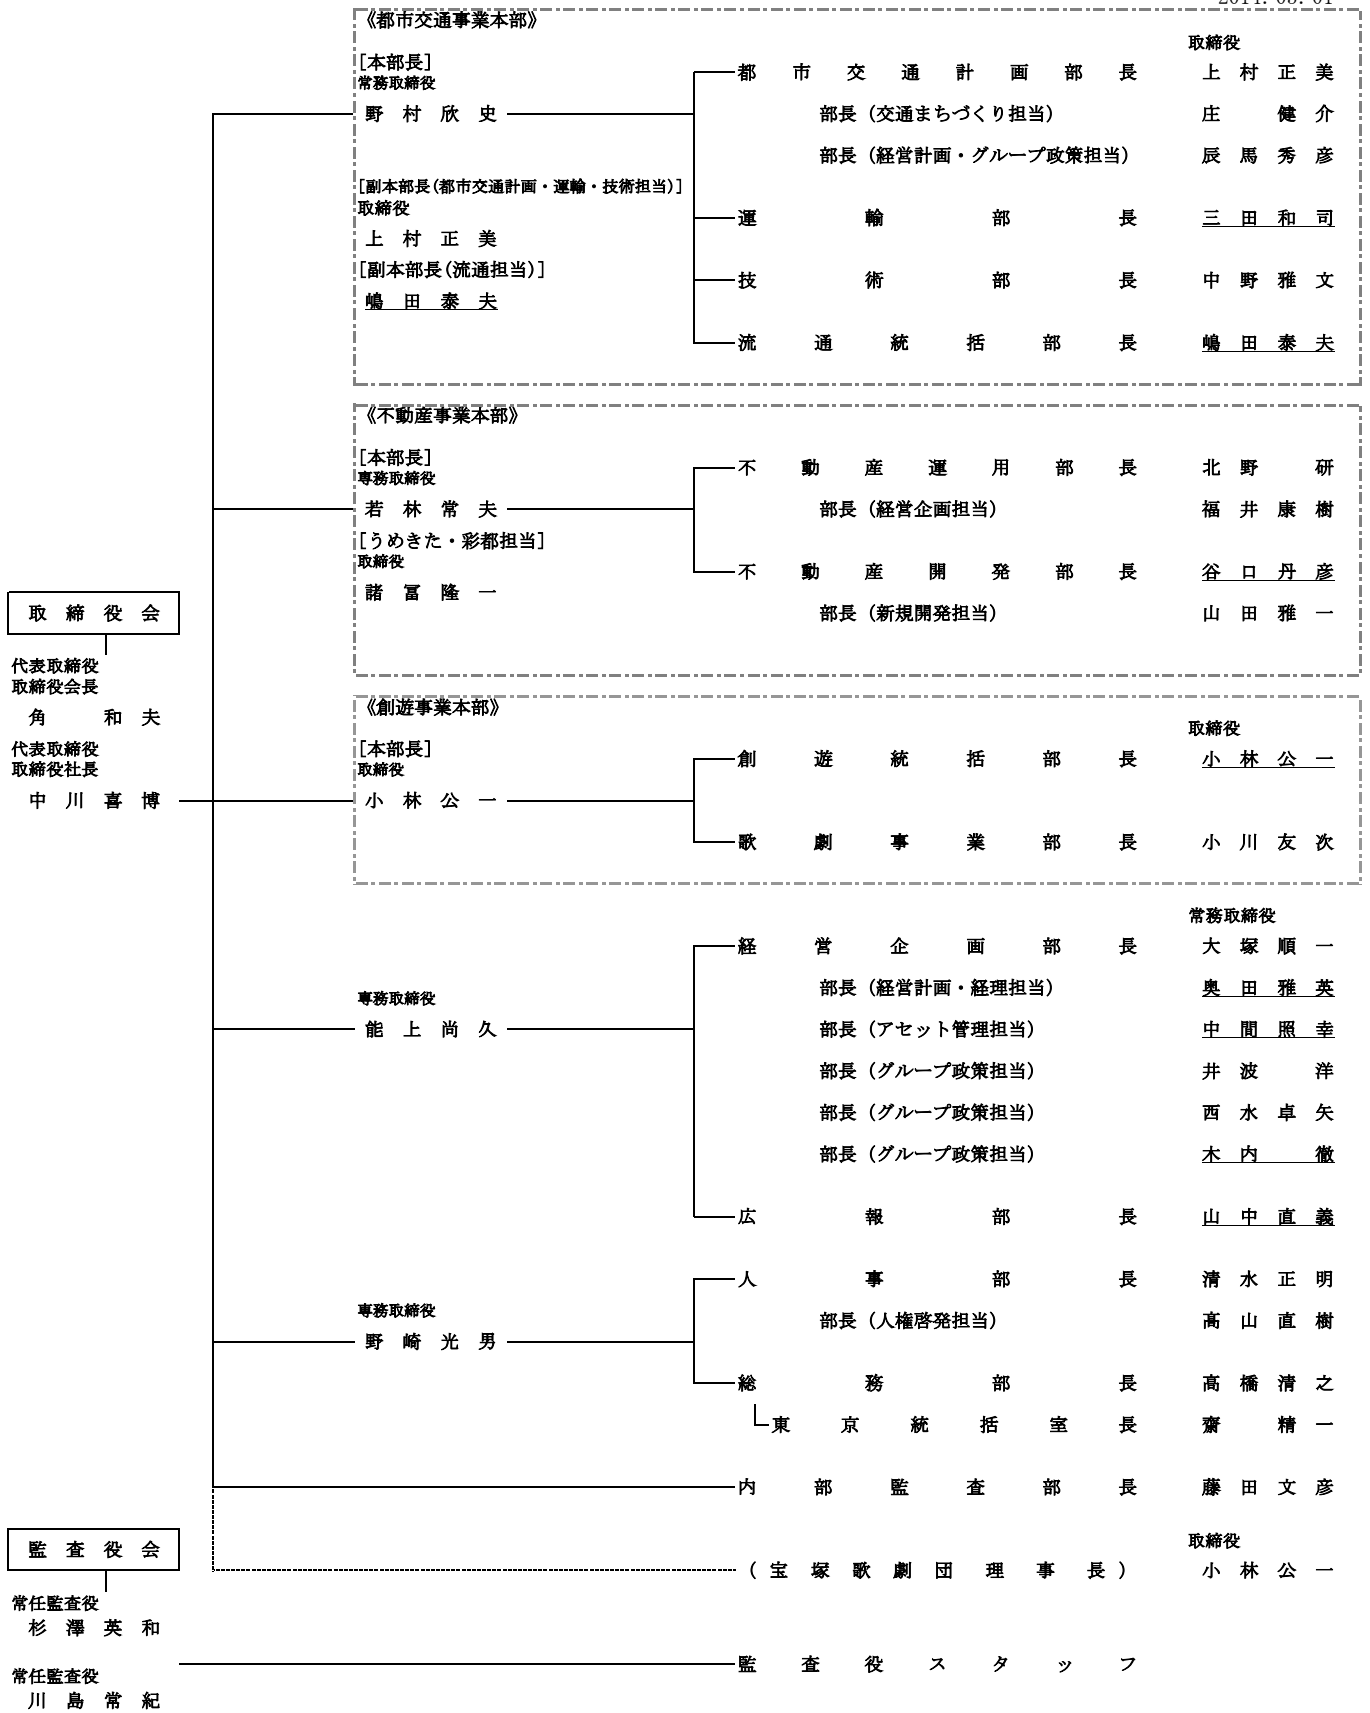 《都市交通事業本部》
取締役
[本部長]
常務取締役
野村欣史
都市交通計画部長 上村正美
部長(交通まちづくり担当) 庄健介
部長(経営計画・グループ政策担当) 辰馬秀彦
[副本部長(都市交通計画・運輸・技術担当)]
取締役
上村正美
運輸部長 三田和司
[副本部長(流通担当)]
嶋田泰夫
技術部長 中野雅文
流通統括部長 嶋田泰夫
《不動産事業本部》
[本部長]
専務取締役
若林常夫
不動産運用部長 北野研
部長(経営企画担当) 福井康樹
[うめきた・彩都担当]
取締役
諸冨隆一
不動産開発部長 谷口丹彦
部長(新規開発担当) 山田雅一
取締役会
代表取締役
取締役会長
角和夫
代表取締役
取締役社長
中川喜博
《創遊事業本部》
[本部長]
取締役
小林公一
取締役
創遊統括部長 小林公一
歌劇事業部長 小川友次
常務取締役
経営企画部長 大塚順一
専務取締役
能上尚久
部長(経営計画・経理担当) 奥田雅英
部長(アセット管理担当) 中間照幸
部長(グループ政策担当) 井波洋
部長(グループ政策担当) 西水卓矢
部長(グループ政策担当) 木内徹
広報部長 山中直義
専務取締役
野崎光男
人事部長 清水正明
部長(人権啓発担当) 髙山直樹
総務部長 髙橋清之
東京統括室長 齋精一
内部監査部長 藤田文彦
取締役
(宝塚歌劇団理事長) 小林公一
監査役会
常任監査役
杉澤英和
常任監査役
川島常紀
監査役スタッフ